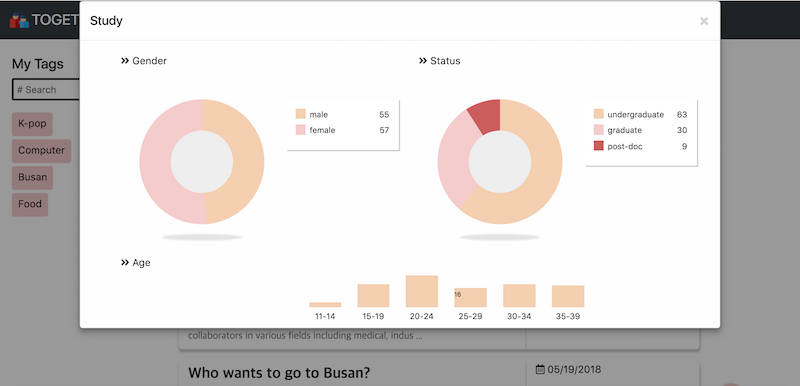 TOGET
Study
×
My Tags
# Search
K-pop
Computer
Busan
Food
Gender
male 55
female 57
Status
undergraduate 63
graduate 30
post-doc 9
Age
16
11-14 15-19 20-24 25-29 30-34 35-39
collaborators in various fields including medical, indus ...
Who wants to go to Busan?
05/19/2018